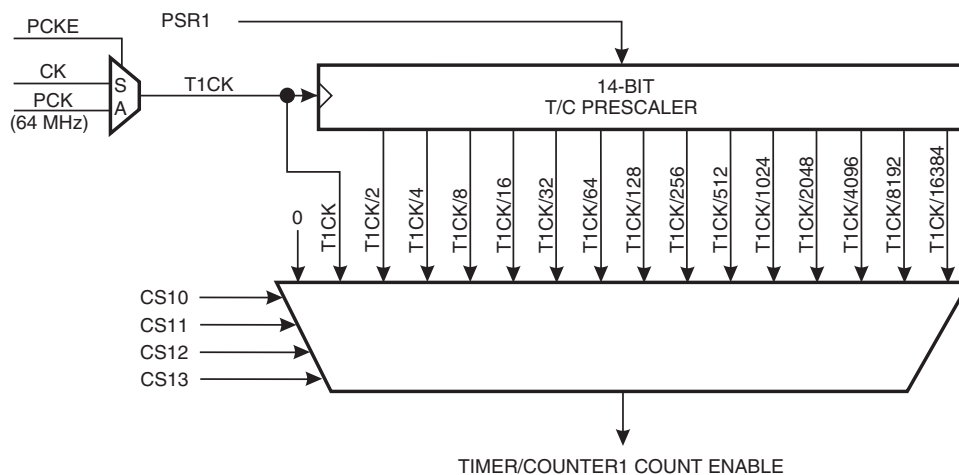 PSR1
PCKE
CK
PCK
(64 MHz)
S
A
T1CK
14-BIT
T/C PRESCALER
0
T1CK
T1CK/2
T1CK/4
T1CK/8
T1CK/16
T1CK/32
T1CK/64
T1CK/128
T1CK/256
T1CK/512
T1CK/1024
T1CK/2048
T1CK/4096
T1CK/8192
T1CK/16384
CS10
CS11
CS12
CS13
TIMER/COUNTER1 COUNT ENABLE